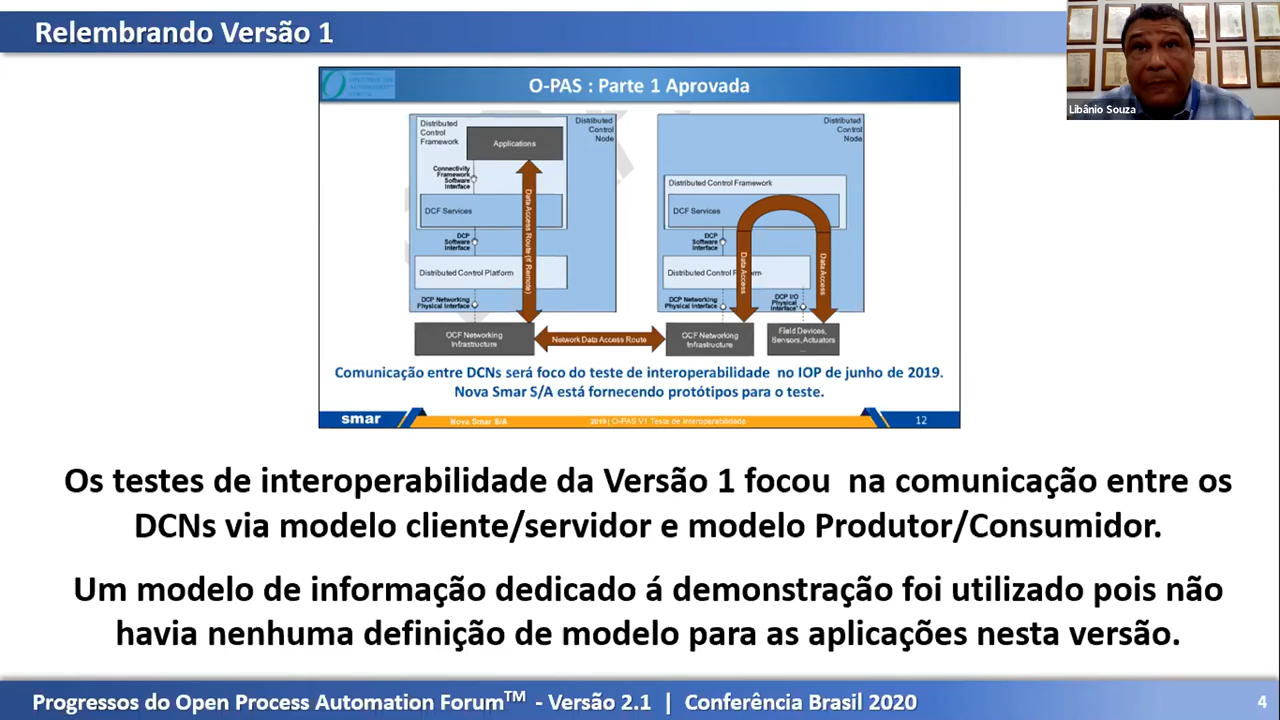 Relembrando Versão 1
Libânio Souza
O-PAS : Parte 1 Aprovada
Distributed
Control
Framework
Applications
Distributed
Control
Node
Connectivity
Framework
Software
Interface
DCF Services
DCP
Software
Interface
Distributed Control Platform
DCP Networking
Physical Interface
OCF Networking
Infrastructure
Data Access Route (If Remote)
Network Data Access Route
Distributed
Control
Node
Distributed Control Framework
DCF Services
DCP
Software
Interface
Data Access
Data Access
DCP Networking
Physical Interface
DCP I/O
Physical
Interface
OCF Networking
Infrastructure
Field Devices,
Sensors, Actuators
...
Comunicação entre DCNs será foco do teste de interoperabilidade no IOP de junho de 2019.
Nova Smar S/A está fornecendo protótipos para o teste.
smar
Nova Smar S/A
2019 | O-PAS V1 Teste de Interoperabilidade
12
Os testes de interoperabilidade da Versão 1 focou na comunicação entre os
DCNs via modelo cliente/servidor e modelo Produtor/Consumidor.
Um modelo de informação dedicado á demonstração foi utilizado pois não
havia nenhuma definição de modelo para as aplicações nesta versão.
Progressos do Open Process Automation Forum™ - Versão 2.1 | Conferência Brasil 2020
4